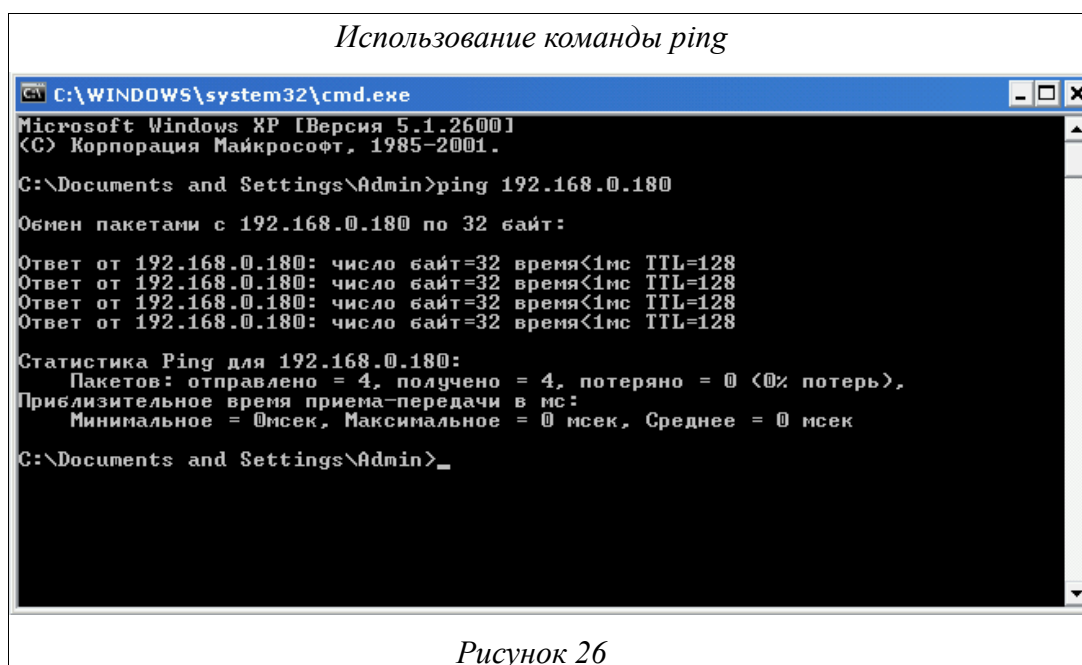 Использование команды ping
C:\WINDOWS\system32\cmd.exe
Microsoft Windows XP [Версия 5.1.2600]
(C) Корпорация Майкрософт, 1985-2001.
C:\Documents and Settings\Admin>ping 192.168.0.180
Обмен пакетами с 192.168.0.180 по 32 байт:
Ответ от 192.168.0.180: число байт=32 время<1мс TTL=128
Ответ от 192.168.0.180: число байт=32 время<1мс TTL=128
Ответ от 192.168.0.180: число байт=32 время<1мс TTL=128
Ответ от 192.168.0.180: число байт=32 время<1мс TTL=128
Статистика Ping для 192.168.0.180:
Пакетов: отправлено = 4, получено = 4, потеряно = 0 (0% потерь),
Приблизительное время приема-передачи в мс:
Минимальное = 0мсек, Максимальное = 0 мсек, Среднее = 0 мсек
C:\Documents and Settings\Admin>_
Рисунок 26